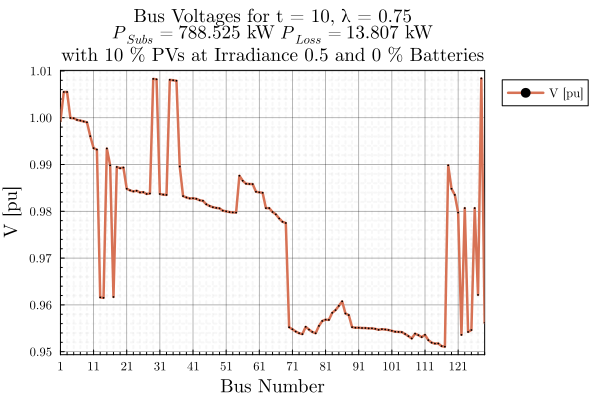 Bus Voltages for t = 10, λ = 0.75
P_Subs = 788.525 kW P_Loss = 13.807 kW
with 10 % PVs at Irradiance 0.5 and 0 % Batteries
1.01
V [pu]
1.00
0.99
0.98
0.97
0.96
0.95
V [pu]
1 11 21 31 41 51 61 71 81 91 101 111 121
Bus Number